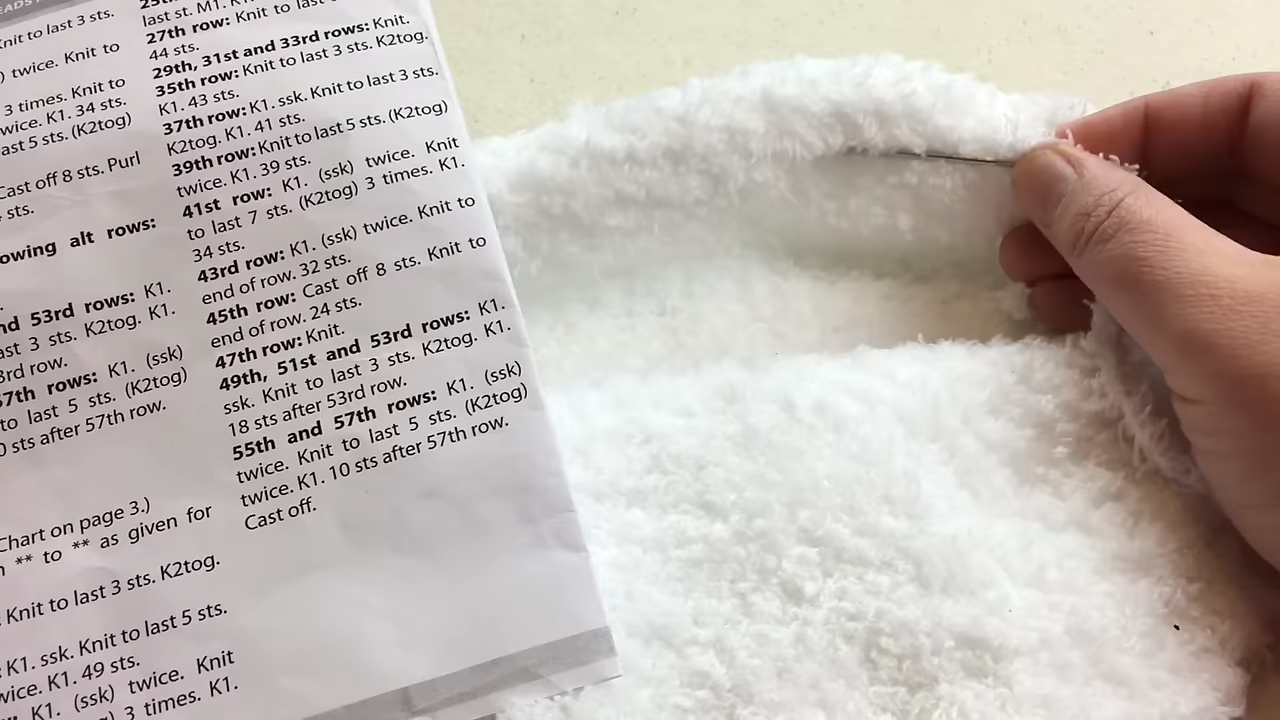 EADS
Knit to last 3 sts.
) twice. Knit to
3 times. Knit to
wice. K1. 34 sts.
ast 5 sts. (K2tog)
Cast off 8 sts. Purl
sts.
owing alt rows:
nd 53rd rows: K1.
ast 3 sts. K2tog. K1.
3rd row.
57th rows: K1. (ssk)
to last 5 sts. (K2tog)
0 sts after 57th row.
Chart on page 3.)
** to ** as given for
Knit to last 3 sts. K2tog.
K1. ssk. Knit to last 5 sts.
wice. K1. 49 sts.
K1. (ssk) twice. Knit
3 times. K1.
last st. M1.
27th row: Knit to last
44 sts.
29th, 31st and 33rd rows: Knit.
35th row: Knit to last 3 sts. K2tog.
K1. 43 sts.
37th row: K1. ssk. Knit to last 3 sts.
K2tog. K1. 41 sts.
39th row: Knit to last 5 sts. (K2tog)
twice. K1. 39 sts.
41st row: K1. (ssk) twice. Knit
to last 7 sts. (K2tog) 3 times. K1.
34 sts.
43rd row: K1. (ssk) twice. Knit to
end of row. 32 sts.
45th row: Cast off 8 sts. Knit to
end of row. 24 sts.
47th row: Knit.
49th, 51st and 53rd rows: K1.
ssk. Knit to last 3 sts. K2tog. K1.
18 sts after 53rd row.
55th and 57th rows: K1. (ssk)
twice. Knit to last 5 sts. (K2tog)
twice. K1. 10 sts after 57th row.
Cast off.